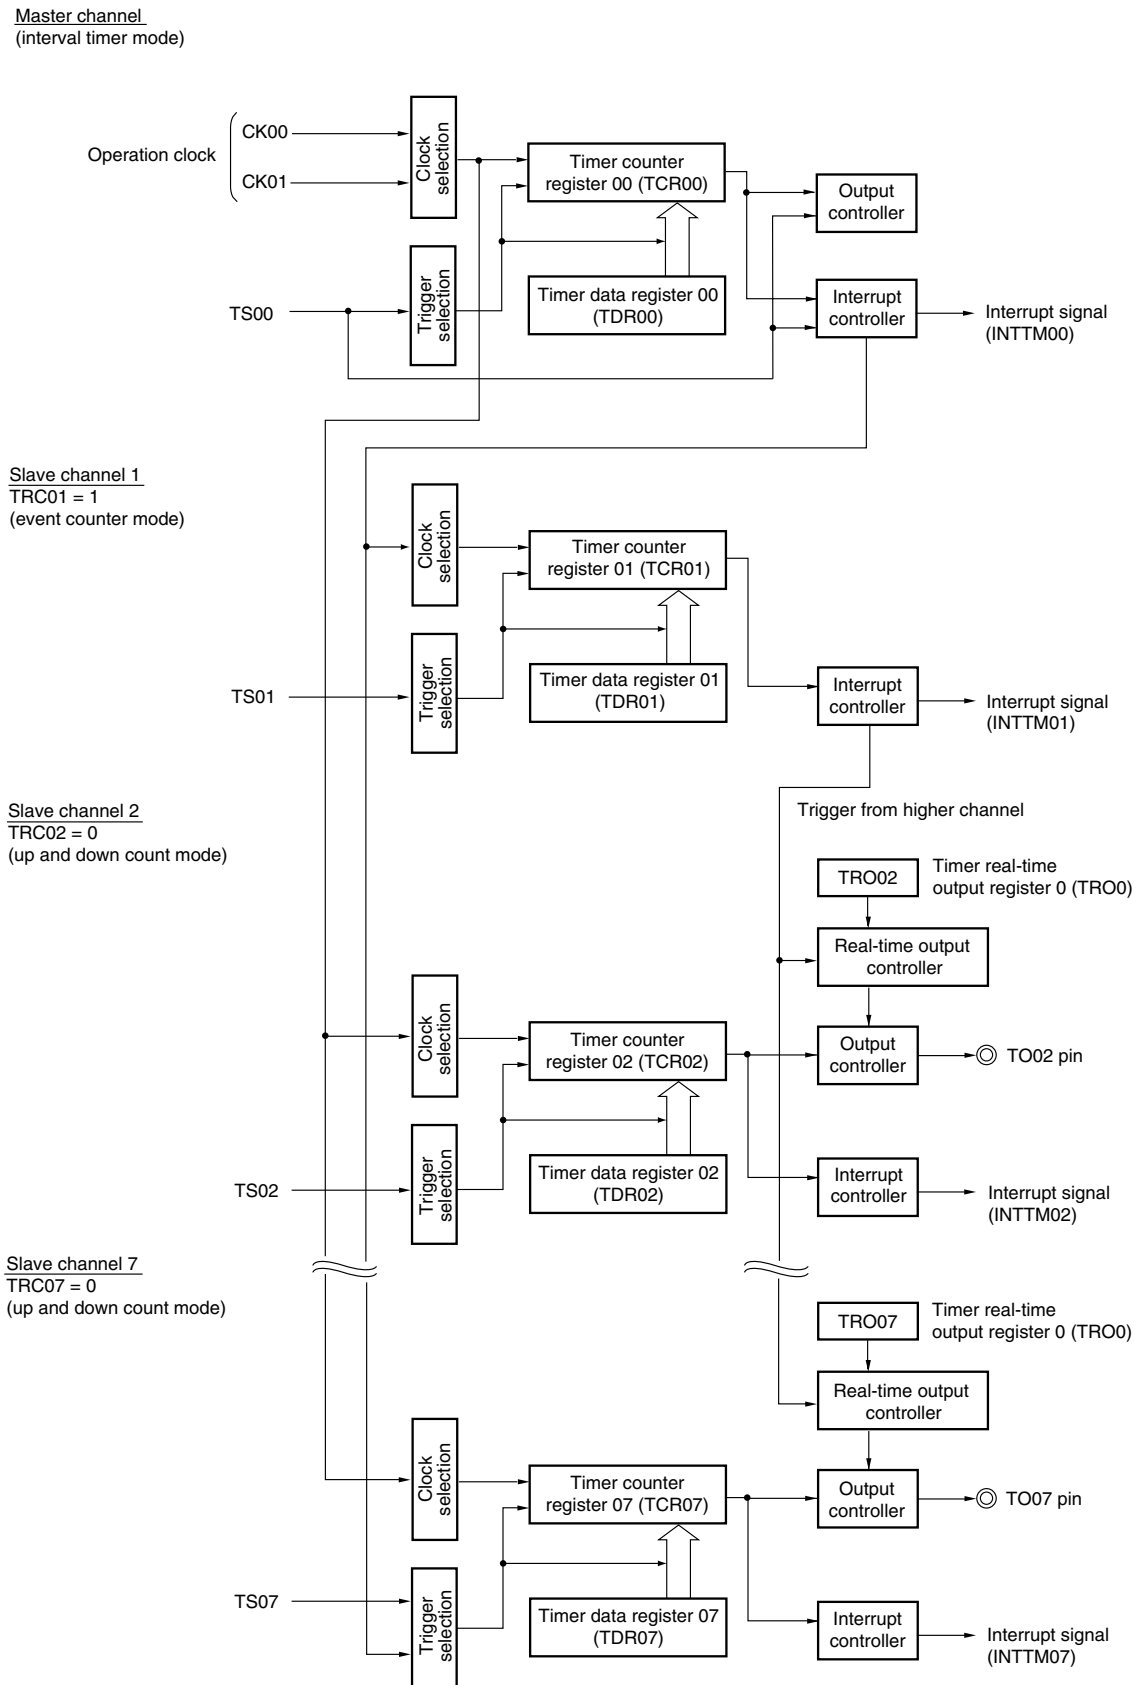 Master channel
(interval timer mode)
Operation clock
CK00
CK01
Clock
selection
Timer counter
register 00 (TCR00)
Output
controller
TS00
Trigger
selection
Timer data register 00
(TDR00)
Interrupt
controller
Interrupt signal
(INTTM00)
Slave channel 1
TRC01 = 1
(event counter mode)
Clock
selection
Timer counter
register 01 (TCR01)
TS01
Trigger
selection
Timer data register 01
(TDR01)
Interrupt
controller
Interrupt signal
(INTTM01)
Trigger from higher channel
Slave channel 2
TRC02 = 0
(up and down count mode)
TRO02
Timer real-time
output register 0 (TRO0)
Real-time output
controller
Clock
selection
Timer counter
register 02 (TCR02)
Output
controller
TO02 pin
TS02
Trigger
selection
Timer data register 02
(TDR02)
Interrupt
controller
Interrupt signal
(INTTM02)
Slave channel 7
TRC07 = 0
(up and down count mode)
TRO07
Timer real-time
output register 0 (TRO0)
Real-time output
controller
Clock
selection
Timer counter
register 07 (TCR07)
Output
controller
TO07 pin
TS07
Trigger
selection
Timer data register 07
(TDR07)
Interrupt
controller
Interrupt signal
(INTTM07)